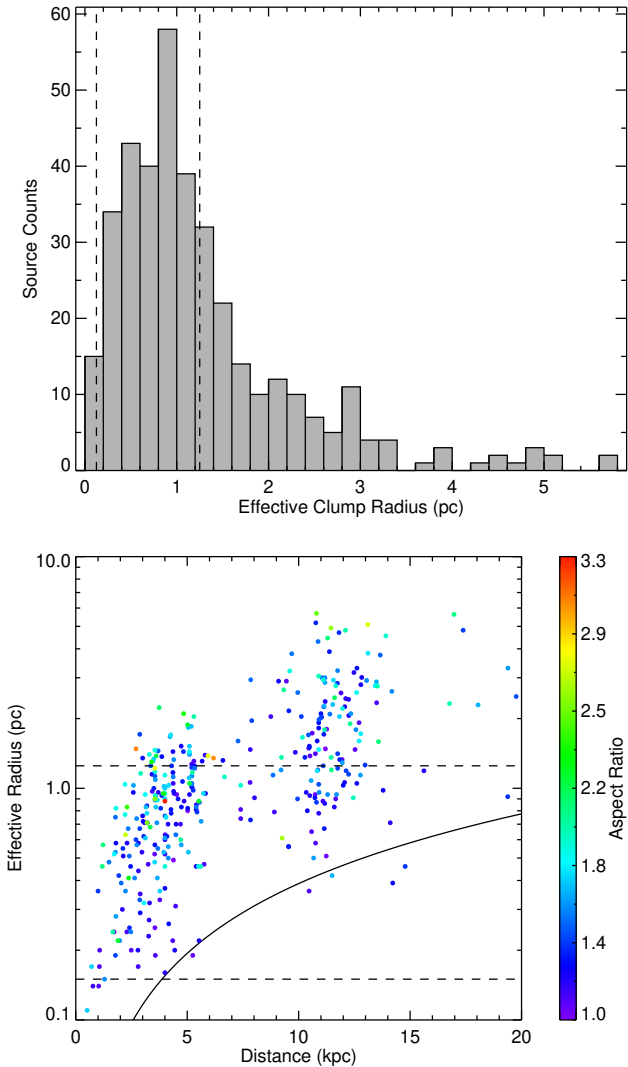 60
50
40
30
20
10
0
Source Counts
0 1 2 3 4 5
Effective Clump Radius (pc)
10.0
1.0
0.1
Effective Radius (pc)
0 5 10 15 20
Distance (kpc)
3.3
2.9
2.5
2.2
1.8
1.4
1.0
Aspect Ratio